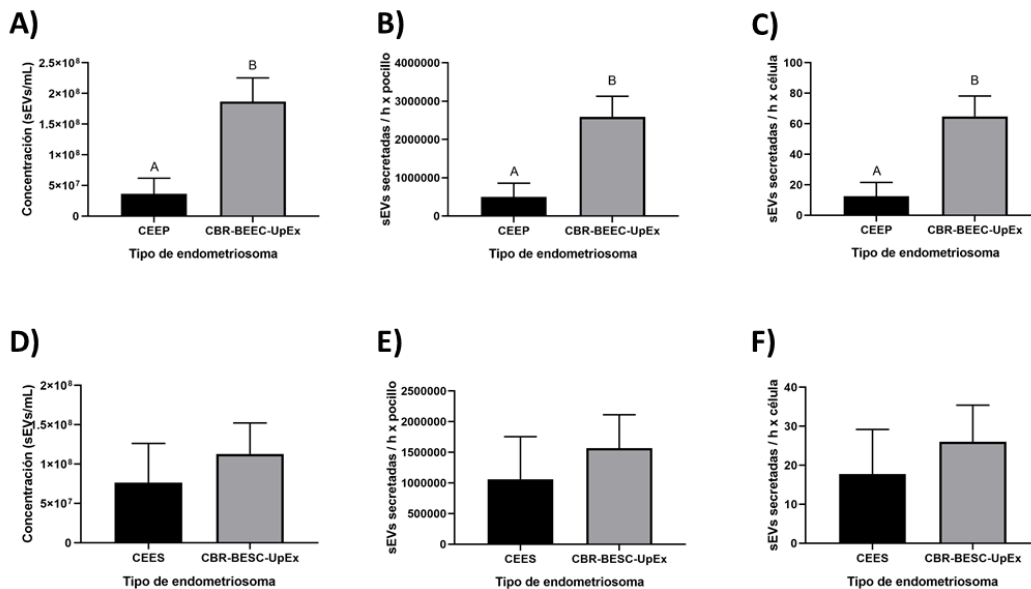 A)
Concentración (sEVs/mL)
2.5×10⁸
2.0×10⁸
1.5×10⁸
1.0×10⁸
5×10⁷
0
A
B
CEEP
CBR-BEEC-UpEx
Tipo de endometriosoma
B)
sEVs secretadas / h x pocillo
4000000
3000000
2000000
1000000
0
A
B
CEEP
CBR-BEEC-UpEx
Tipo de endometriosoma
C)
sEVs secretadas / h x célula
100
80
60
40
20
0
A
B
CEEP
CBR-BEEC-UpEx
Tipo de endometriosoma
D)
Concentración (sEVs/mL)
2×10⁸
1.5×10⁸
1×10⁸
5×10⁷
0
CEES
CBR-BESC-UpEx
Tipo de endometriosoma
E)
sEVs secretadas / h x pocillo
2500000
2000000
1500000
1000000
500000
0
CEES
CBR-BESC-UpEx
Tipo de endometriosoma
F)
sEVs secretadas / h x célula
40
30
20
10
0
CEES
CBR-BESC-UpEx
Tipo de endometriosoma